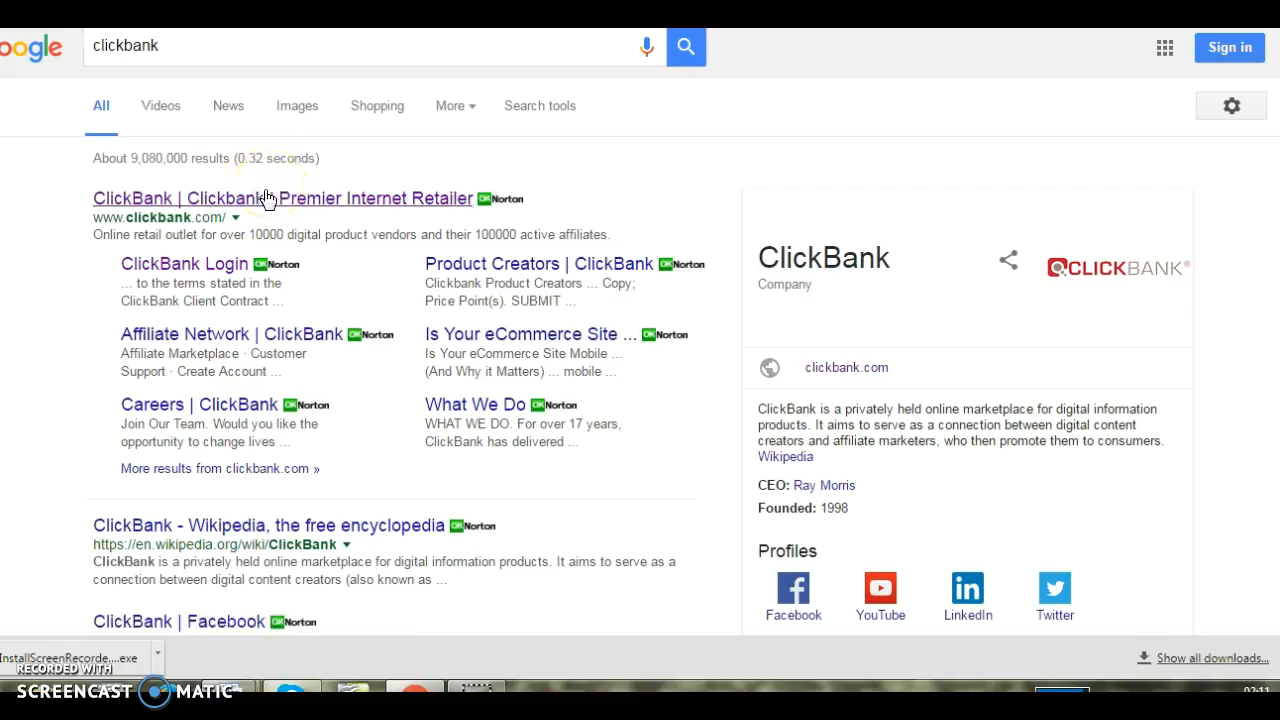 oogle
clickbank
Sign in
All Videos News Images Shopping More Search tools
About 9,080,000 results (0.32 seconds)
ClickBank | Clickbank - Premier Internet Retailer OK Norton
www.clickbank.com/
Online retail outlet for over 10000 digital product vendors and their 100000 active affiliates.
ClickBank Login OK Norton
... to the terms stated in the
ClickBank Client Contract ...
Product Creators | ClickBank OK Norton
Clickbank Product Creators ... Copy;
Price Point(s). SUBMIT ...
Affiliate Network | ClickBank OK Norton
Affiliate Marketplace · Customer
Support · Create Account ...
Is Your eCommerce Site ... OK Norton
Is Your eCommerce Site Mobile ...
(And Why it Matters) ... mobile ...
Careers | ClickBank OK Norton
Join Our Team. Would you like the
opportunity to change lives ...
What We Do OK Norton
WHAT WE DO. For over 17 years,
ClickBank has delivered ...
More results from clickbank.com »
ClickBank - Wikipedia, the free encyclopedia OK Norton
https://en.wikipedia.org/wiki/ClickBank
ClickBank is a privately held online marketplace for digital information products. It aims to serve as a
connection between digital content creators (also known as ...
ClickBank | Facebook OK Norton
ClickBank
Company
CLICKBANK®
clickbank.com
ClickBank is a privately held online marketplace for digital information
products. It aims to serve as a connection between digital content
creators and affiliate marketers, who then promote them to consumers.
Wikipedia
CEO: Ray Morris
Founded: 1998
Profiles
Facebook YouTube LinkedIn Twitter
InstallScreenRecorde....exe
Show all downloads...
RECORDED WITH
SCREENCAST MATIC